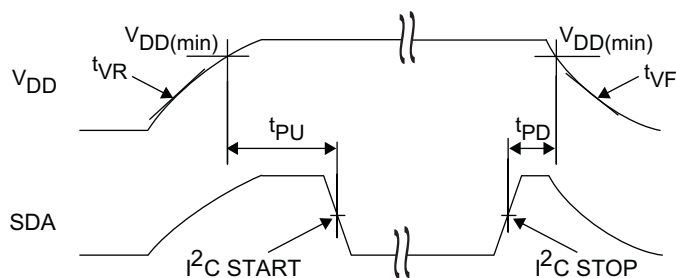 VDD(min)
VDD(min)
tVR
tVF
VDD
tPU
tPD
SDA
I2C START
I2C STOP